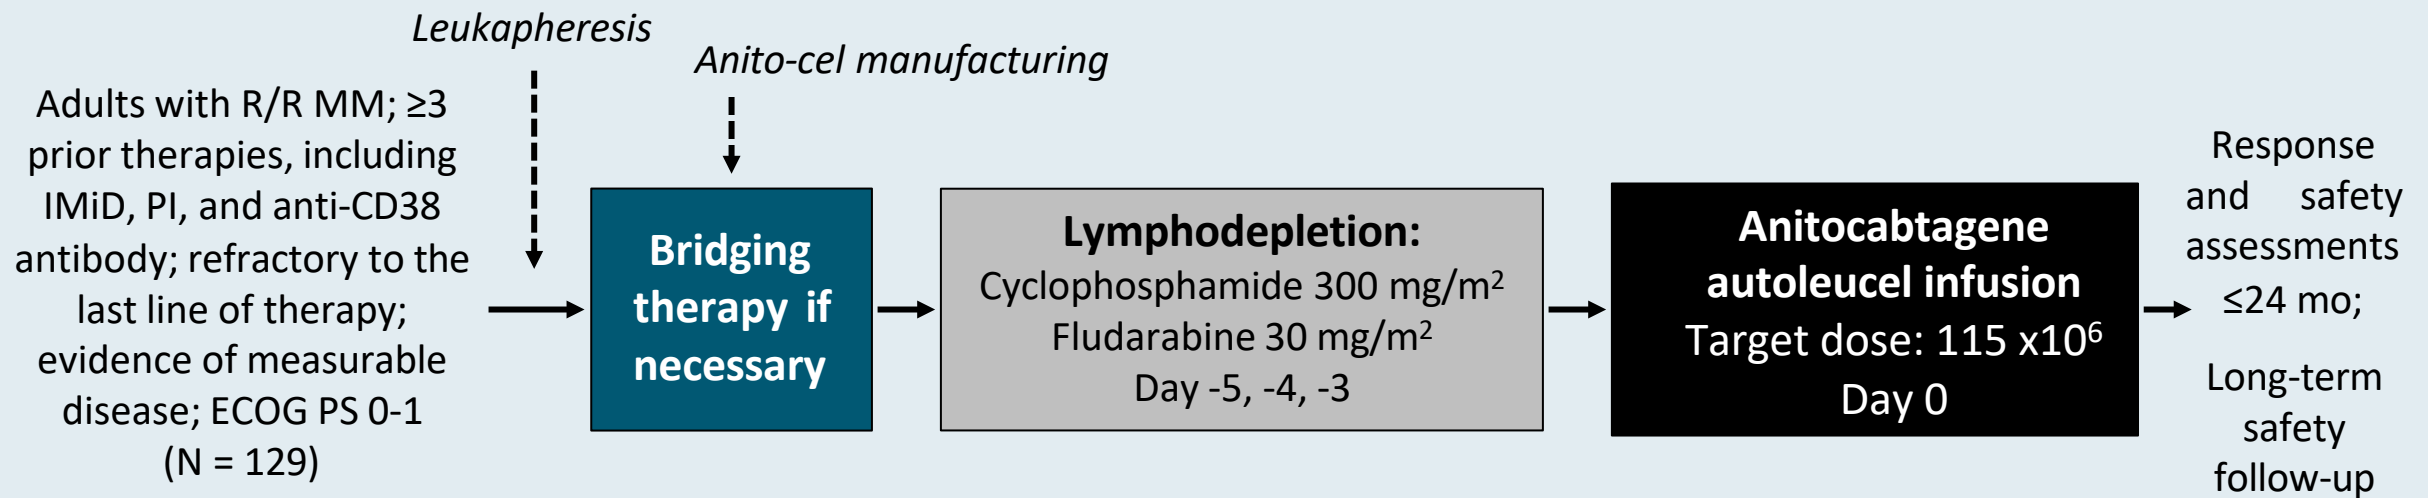 Leukapheresis
Anito-cel manufacturing
Adults with R/R MM; ≥3
prior therapies, including
IMiD, PI, and anti-CD38
antibody; refractory to the
last line of therapy;
evidence of measurable
disease; ECOG PS 0-1
(N = 129)
Bridging
therapy if
necessary
Lymphodepletion:
Cyclophosphamide 300 mg/m²
Fludarabine 30 mg/m²
Day -5, -4, -3
Anitocabtagene
autoleucel infusion
Target dose: 115 x10⁶
Day 0
Response
and safety
assessments
≤24 mo;
Long-term
safety
follow-up